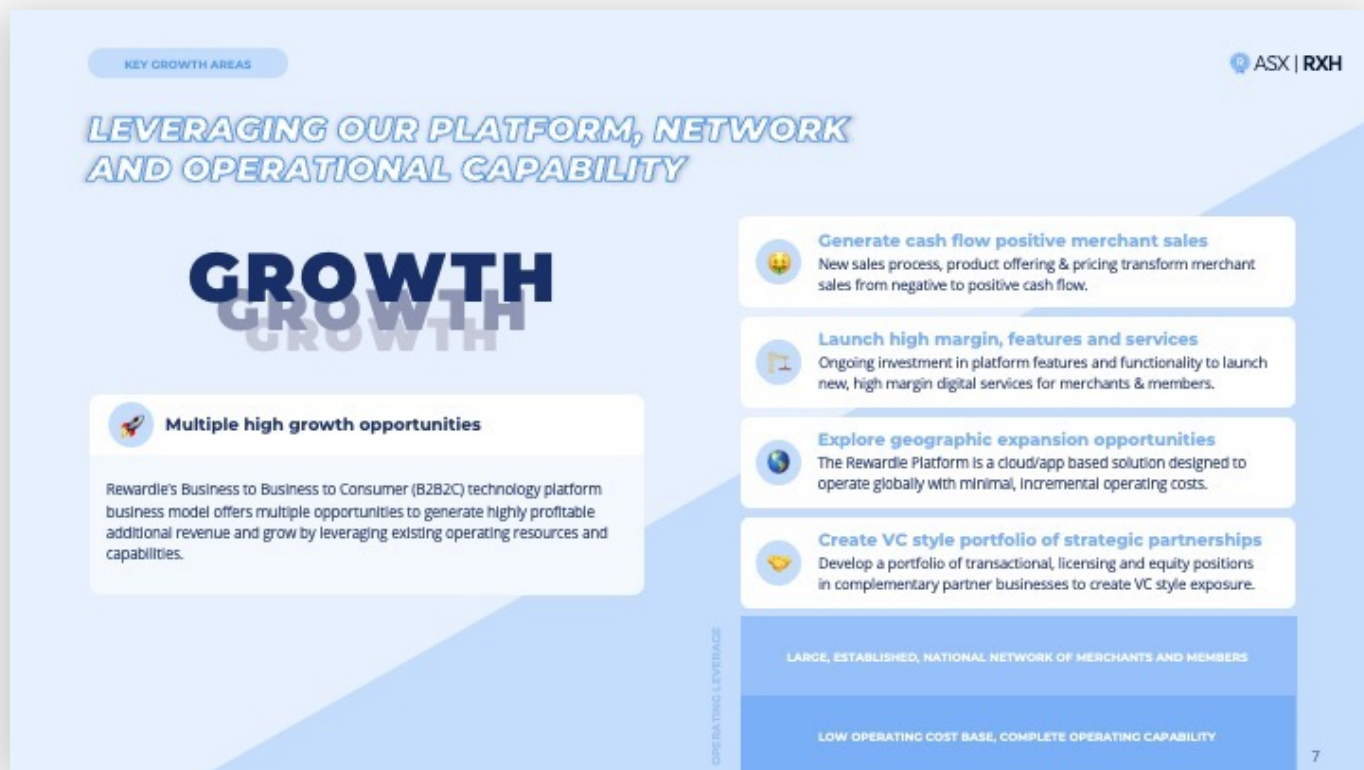 KEY GROWTH AREAS
ASX | RXH
LEVERAGING OUR PLATFORM, NETWORK
AND OPERATIONAL CAPABILITY
GROWTH
GROWTH
GROWTH
Multiple high growth opportunities
Rewardle's Business to Business to Consumer (B2B2C) technology platform
business model offers multiple opportunities to generate highly profitable
additional revenue and grow by leveraging existing operating resources and
capabilities.
Generate cash flow positive merchant sales
New sales process, product offering & pricing transform merchant
sales from negative to positive cash flow.
Launch high margin, features and services
Ongoing investment in platform features and functionality to launch
new, high margin digital services for merchants & members.
Explore geographic expansion opportunities
The Rewardle Platform is a cloud/app based solution designed to
operate globally with minimal, incremental operating costs.
Create VC style portfolio of strategic partnerships
Develop a portfolio of transactional, licensing and equity positions
in complementary partner businesses to create VC style exposure.
OPERATING LEVERAGE
LARGE, ESTABLISHED, NATIONAL NETWORK OF MERCHANTS AND MEMBERS
LOW OPERATING COST BASE, COMPLETE OPERATING CAPABILITY
7